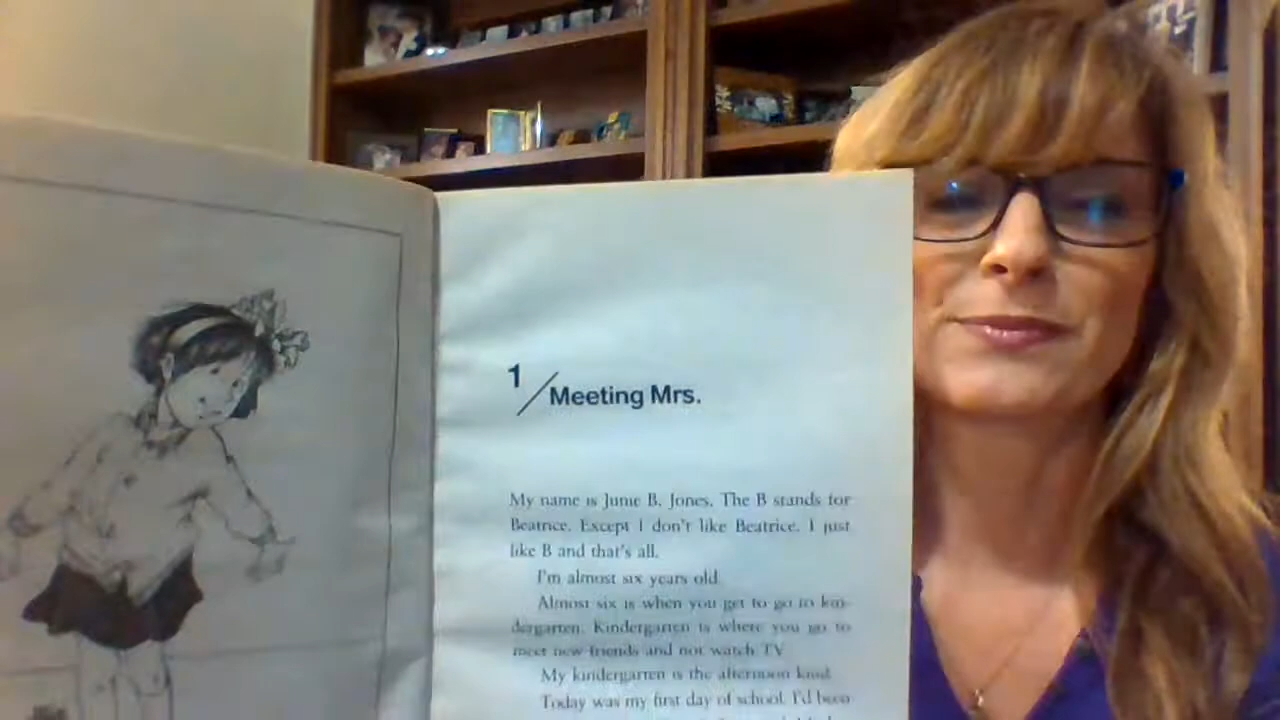 1
Meeting Mrs.
My name is Junie B. Jones. The B stands for
Beatrice. Except I don't like Beatrice. I just
like B and that's all.
I'm almost six years old.
Almost six is when you get to go to kin-
dergarten. Kindergarten is where you go to
meet new friends and not watch TV.
My kindergarten is the afternoon kind.
Today was my first day of school. I'd been